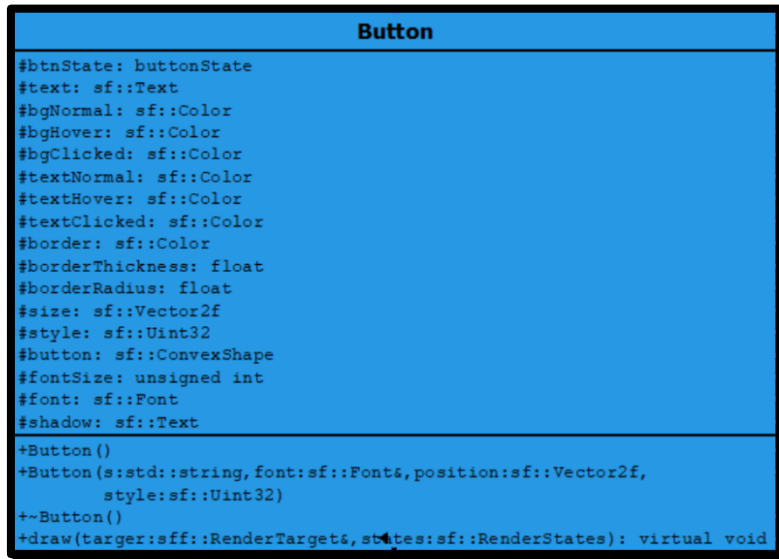 Button
#btnState: buttonState
#text: sf::Text
#bgNormal: sf::Color
#bgHover: sf::Color
#bgClicked: sf::Color
#textNormal: sf::Color
#textHover: sf::Color
#textClicked: sf::Color
#border: sf::Color
#borderThickness: float
#borderRadius: float
#size: sf::Vector2f
#style: sf::Uint32
#button: sf::ConvexShape
#fontSize: unsigned int
#font: sf::Font
#shadow: sf::Text
+Button()
+Button(s:std::string,font:sf::Font&,position:sf::Vector2f,
style:sf::Uint32)
+~Button()
+draw(targer:sff::RenderTarget&,states:sf::RenderStates): virtual void